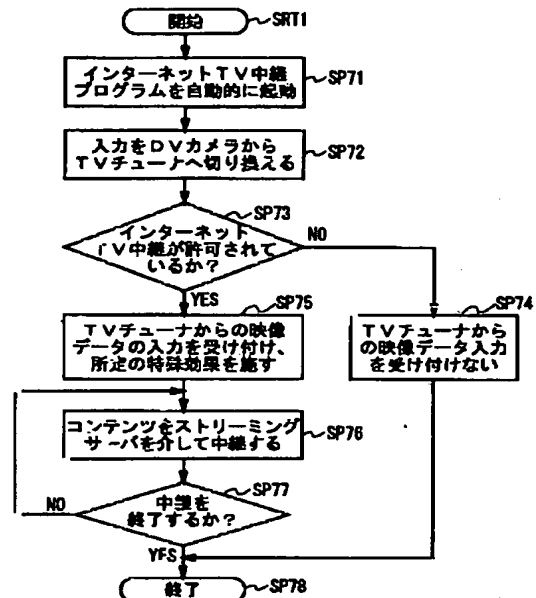 開始
SRT1
インターネットTV中継
プログラムを自動的に起動
SP71
入力をDVカメラから
TVチューナへ切り換える
SP72
SP73
インターネット
TV中継が許可されて
いるか?
NO
YES
SP75
TVチューナからの映像
データの入力を受け付け、
所定の特殊効果を施す
SP74
TVチューナから
の映像データ入力
を受け付けない
コンテンツをストリーミング
サーバを介して中継する
SP76
SP77
中継を
終了するか?
NO
YES
終了
SP78